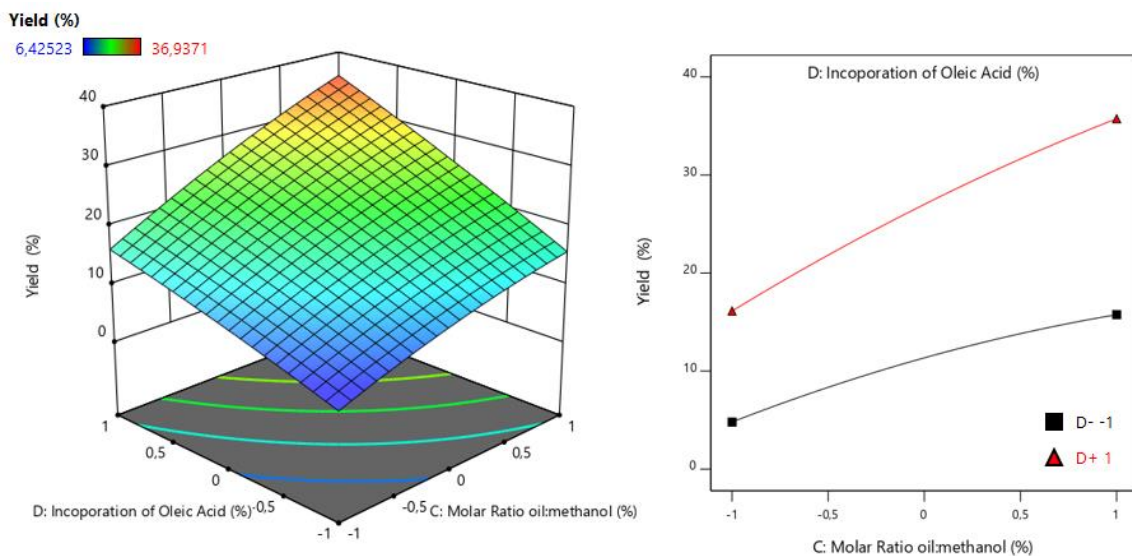 Yield (%)
6,42523 36,9371
40
30
20
10
0
Yield (%)
1
0,5
0
-0,5
-1
D: Incoporation of Oleic Acid (%)
-1
-0,5
0
0,5
1
C: Molar Ratio oil:methanol (%)
D: Incoporation of Oleic Acid (%)
40
30
20
10
0
Yield (%)
D- -1
D+ 1
-1 -0,5 0 0,5 1
C: Molar Ratio oil:methanol (%)